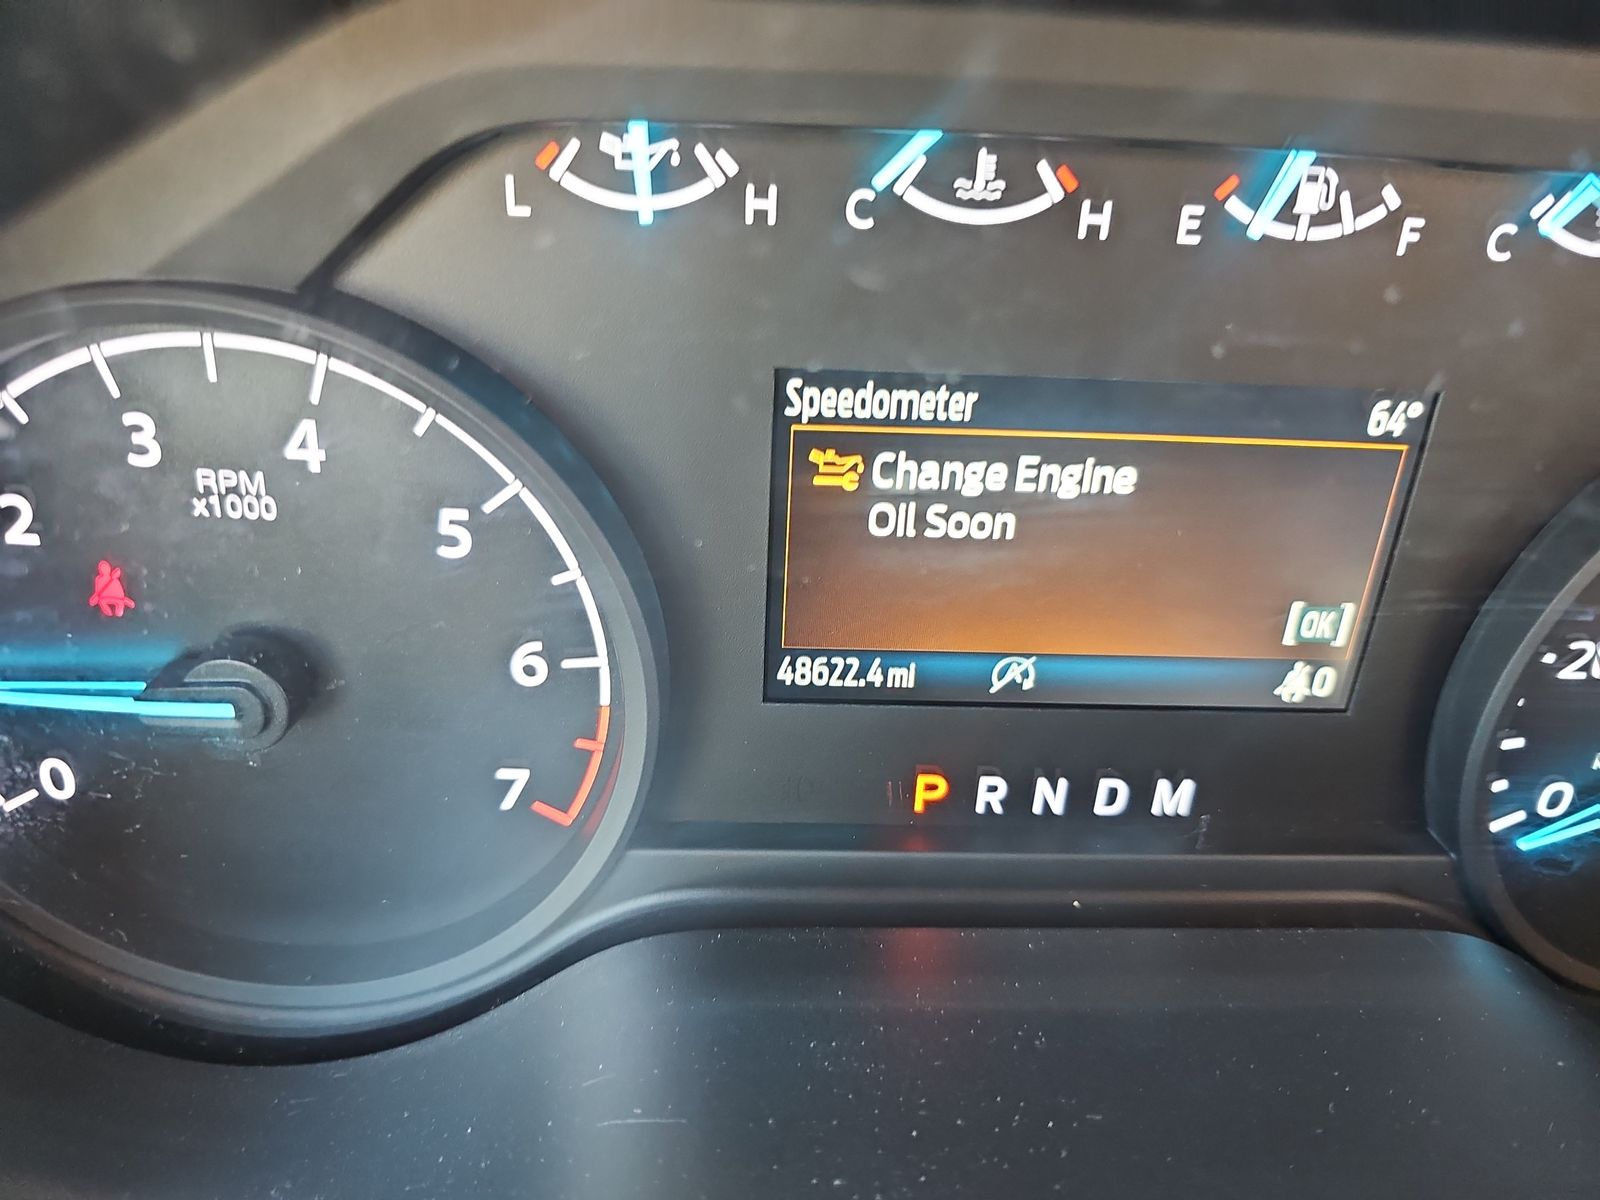 L H C H E F C
3 4
RPM
x1000
2 5
6
7
0
Speedometer 64°
Change Engine
Oil Soon
[OK]
48622.4 mi 0
P R N D M
0